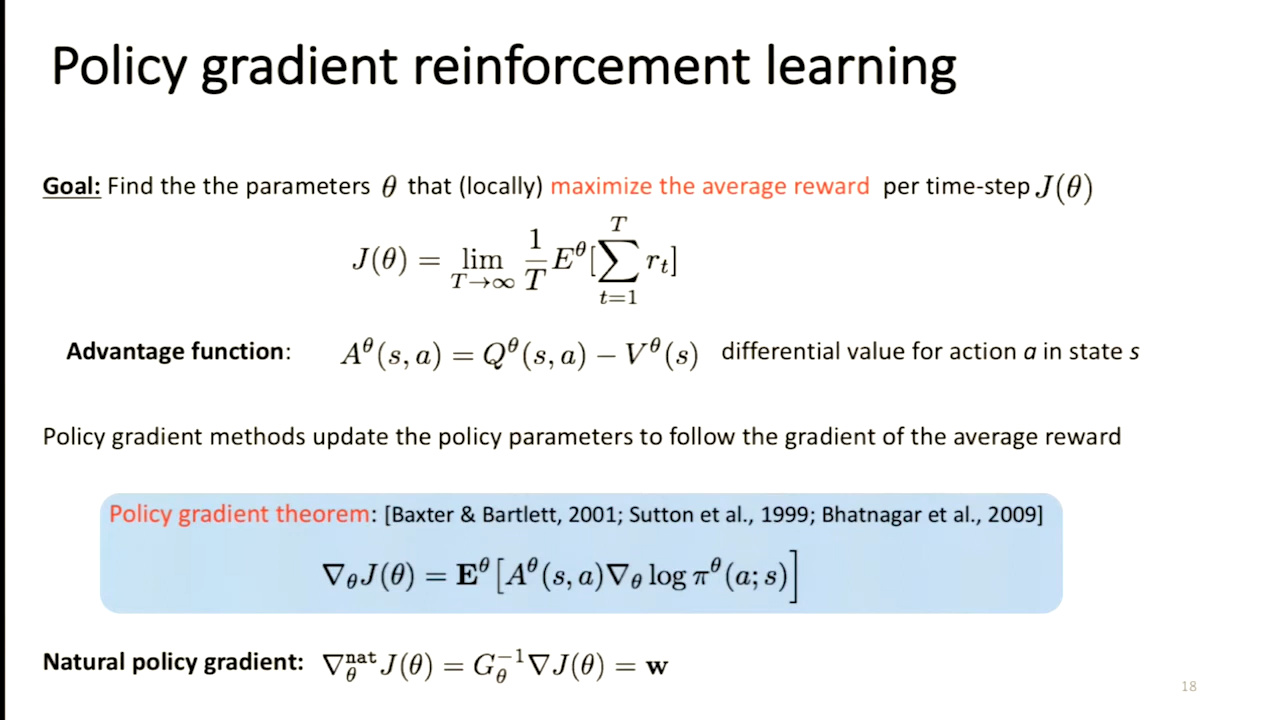 Policy gradient reinforcement learning
Goal: Find the the parameters θ that (locally) maximize the average reward per time-step J(θ)
J(θ) = lim_{T→∞} \frac{1}{T} E^θ[∑_{t=1}^{T} r_t]
Advantage function: A^θ(s, a) = Q^θ(s, a) − V^θ(s) differential value for action a in state s
Policy gradient methods update the policy parameters to follow the gradient of the average reward
Policy gradient theorem: [Baxter & Bartlett, 2001; Sutton et al., 1999; Bhatnagar et al., 2009]
∇_θ J(θ) = E^θ[A^θ(s, a)∇_θ log π^θ(a; s)]
Natural policy gradient: ∇_θ^{nat} J(θ) = G_θ^{−1}∇J(θ) = w
18